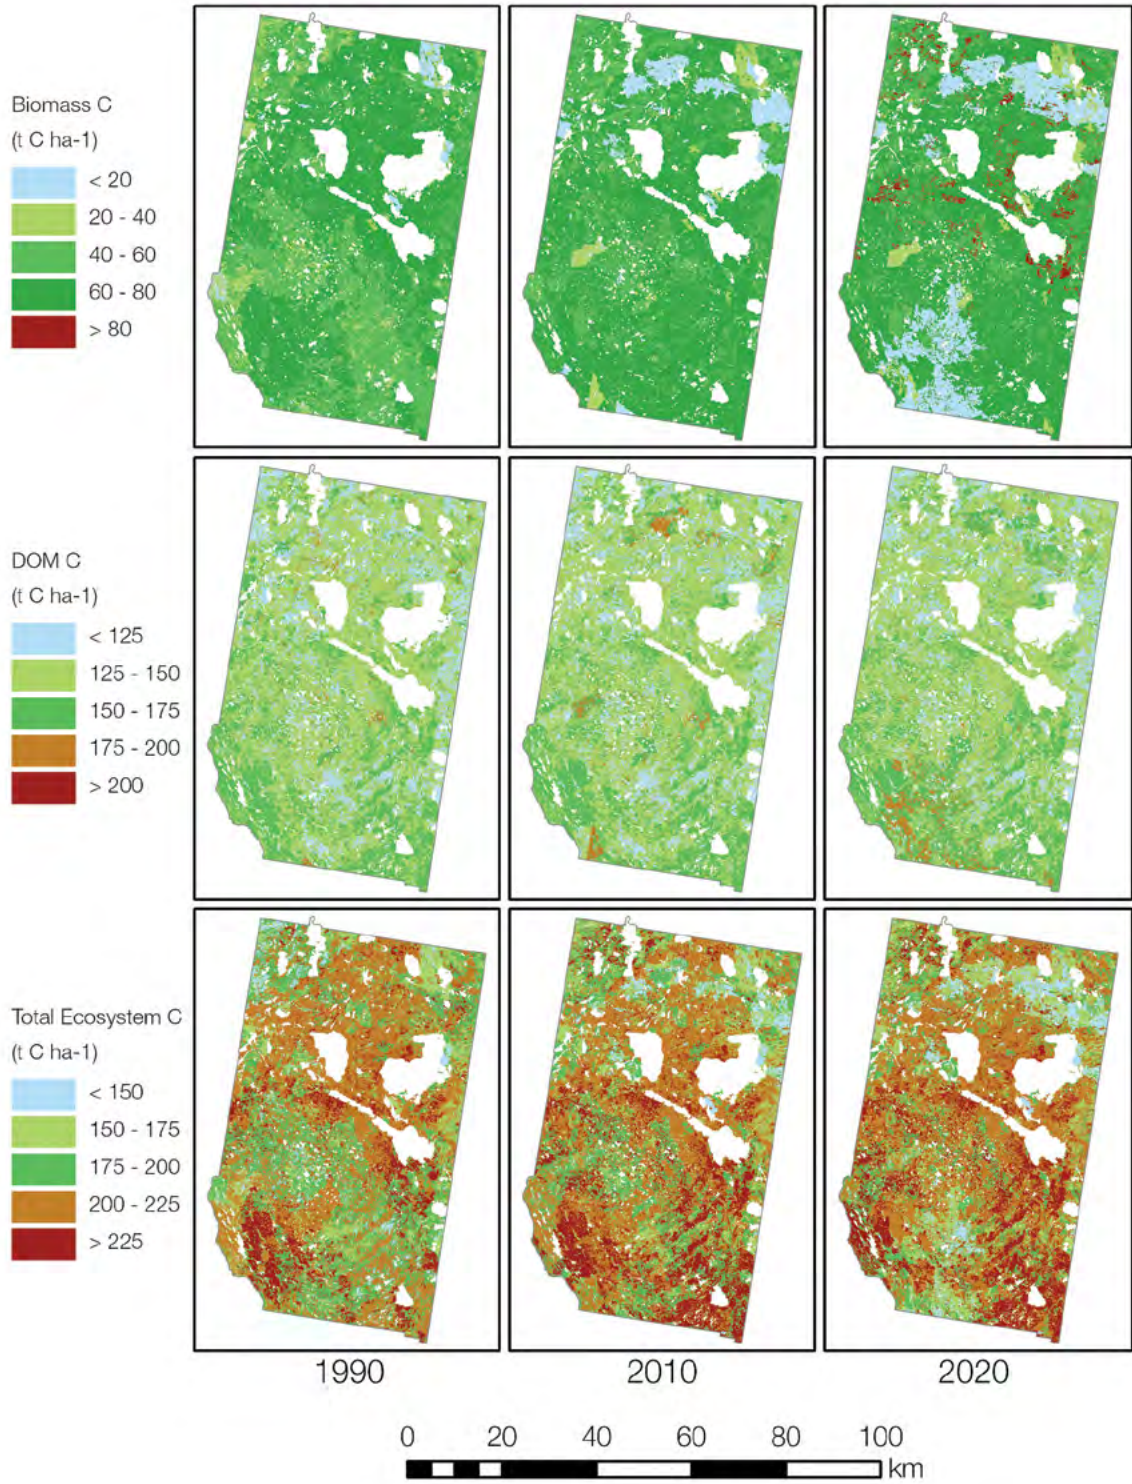 Biomass C
(t C ha-1)
< 20
20 - 40
40 - 60
60 - 80
> 80
DOM C
(t C ha-1)
< 125
125 - 150
150 - 175
175 - 200
> 200
Total Ecosystem C
(t C ha-1)
< 150
150 - 175
175 - 200
200 - 225
> 225
1990 2010 2020
0 20 40 60 80 100
km